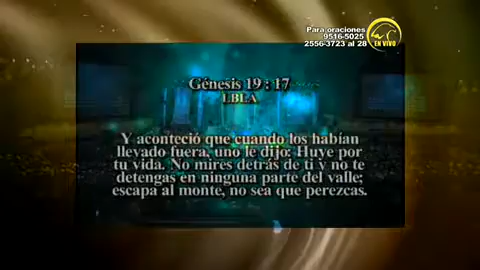 Para oraciones
9516-5025
2556-3723 al 28
EN VIVO
Génesis 19 : 17
LBLA
Y aconteció que cuando los habían
llevado fuera, uno le dijo: Huye por
tu vida. No mires detrás de ti y no te
detengas en ninguna parte del valle;
escapa al monte, no sea que perezcas.